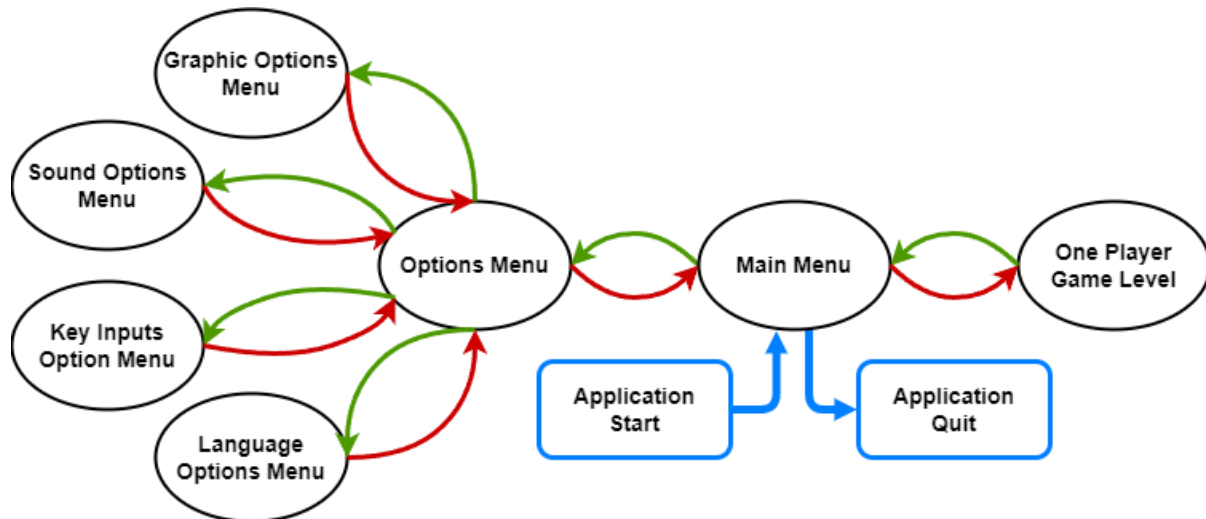 Graphic Options
Menu
Sound Options
Menu
Options Menu
Main Menu
One Player
Game Level
Key Inputs
Option Menu
Application
Start
Application
Quit
Language
Options Menu